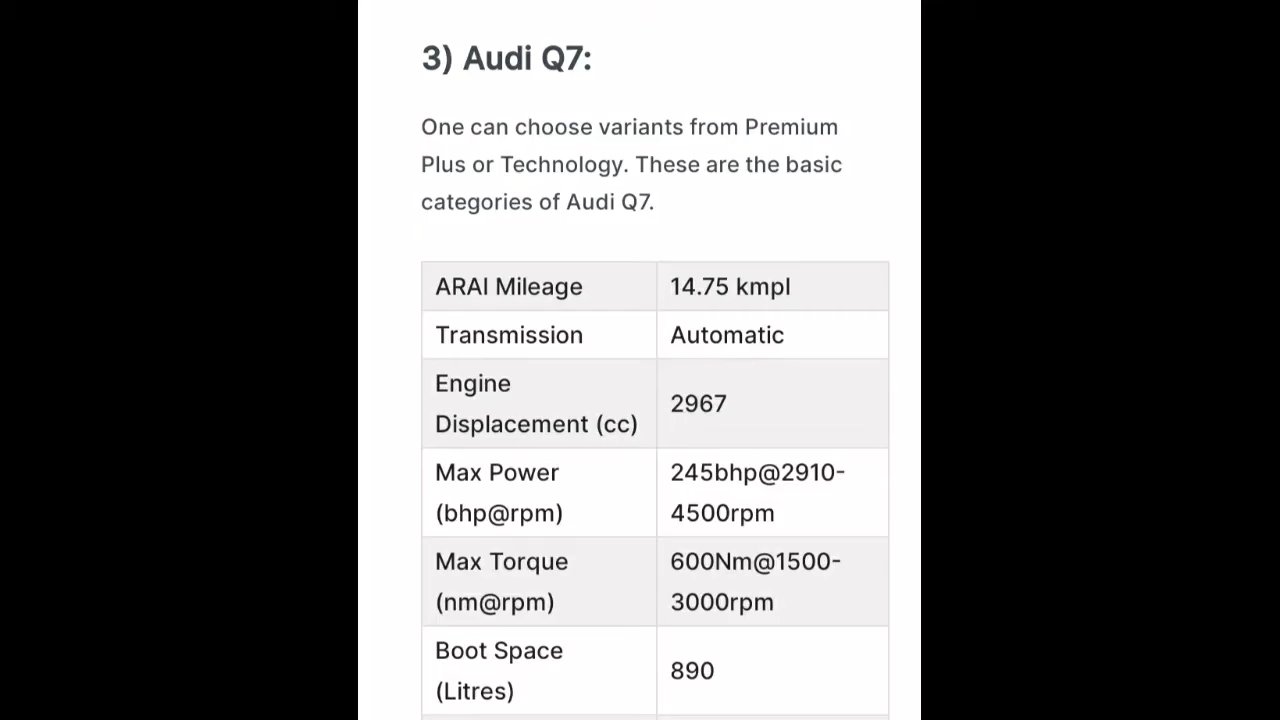 3) Audi Q7:
One can choose variants from Premium
Plus or Technology. These are the basic
categories of Audi Q7.
ARAI Mileage 14.75 kmpl
Transmission Automatic
Engine
Displacement (cc)
2967
Max Power
(bhp@rpm)
245bhp@2910-
4500rpm
Max Torque
(nm@rpm)
600Nm@1500-
3000rpm
Boot Space
(Litres)
890